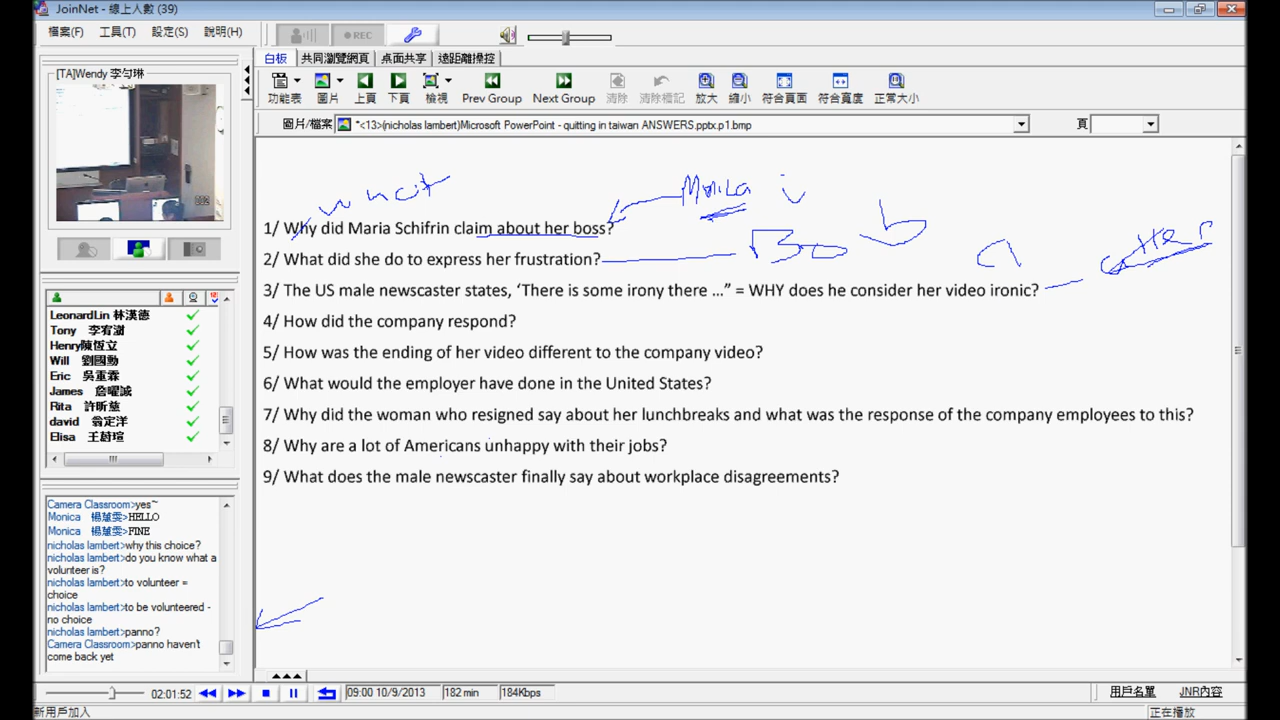 JoinNet - 線上人數 (39)
檔案(F) 工具(T) 設定(S) 說明(H)
REC
[TA]Wendy 李勻琳
白板 共同瀏覽網頁 桌面共享 遠距離操控
功能表 圖片 上頁 下頁 檢視 Prev Group Next Group 清除 清除標記 放大 縮小 符合頁面 符合寬度 正常大小
圖片/檔案 *<13>(nicholas lambert)Microsoft PowerPoint - quitting in taiwan ANSWERS.pptx.p1.bmp 頁
what
Monica
1/ Why did Maria Schifrin claim about her boss?
2/ What did she do to express her frustration?
3/ The US male newscaster states, ‘There is some irony there …” = WHY does he consider her video ironic?
4/ How did the company respond?
5/ How was the ending of her video different to the company video?
6/ What would the employer have done in the United States?
7/ Why did the woman who resigned say about her lunchbreaks and what was the response of the company employees to this?
8/ Why are a lot of Americans unhappy with their jobs?
9/ What does the male newscaster finally say about workplace disagreements?
LeonardLin 林漢德
Tony 李宥澍
Henry陳恆立
Will 劉國勳
Eric 吳重霖
James 詹曜誠
Rita 許昕慈
david 翁定洋
Elisa 王蔚瑄
Camera Classroom>yes~
Monica 楊蕙雯>HELLO
Monica 楊蕙雯>FINE
nicholas lambert>why this choice?
nicholas lambert>do you know what a
volunteer is?
nicholas lambert>to volunteer =
choice
nicholas lambert>to be volunteered -
no choice
nicholas lambert>panno?
Camera Classroom>panno haven't
come back yet
02:01:52 09:00 10/9/2013 182 min 184Kbps 用戶名單 JNR內容
新用戶加入 正在播放